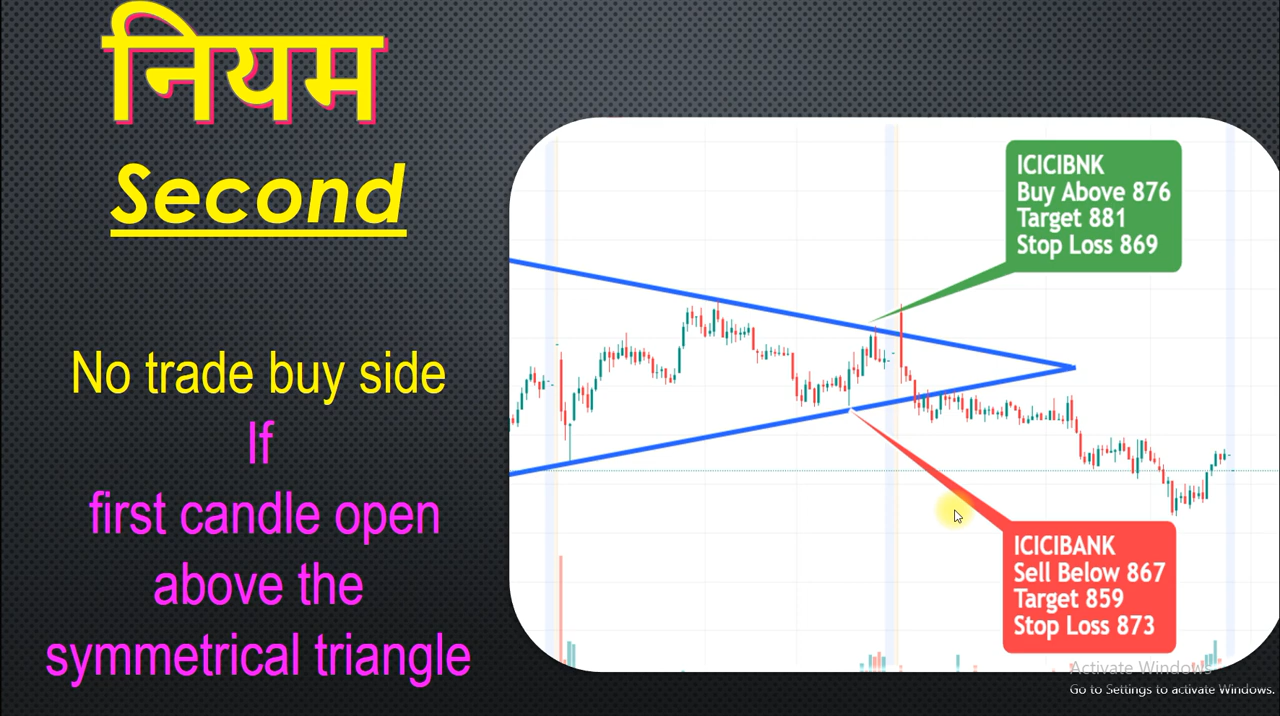 नियम
Second
No trade buy side
If
first candle open
above the
symmetrical triangle
ICICIBNK
Buy Above 876
Target 881
Stop Loss 869
ICICIBANK
Sell Below 867
Target 859
Stop Loss 873
Activate Windows
Go to Settings to activate Windows.